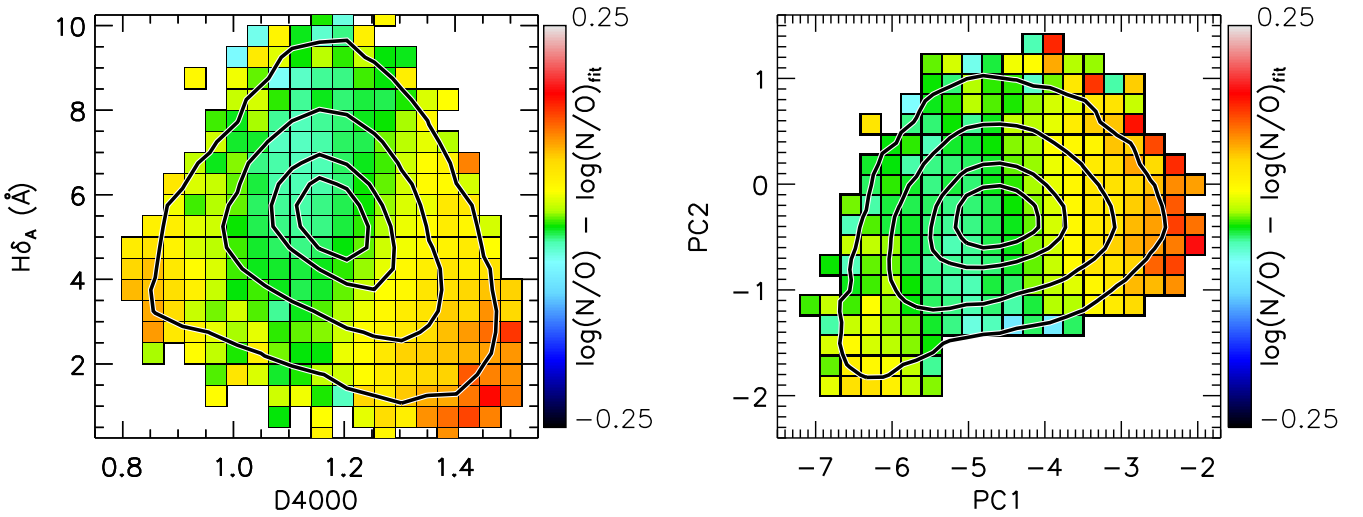 10
8
6
4
2
HδA (Å)
0.8 1.0 1.2 1.4
D4000
0.25
log(N/O) − log(N/O)fit
−0.25
1
0
−1
−2
PC2
−7 −6 −5 −4 −3 −2
PC1
0.25
log(N/O) − log(N/O)fit
−0.25